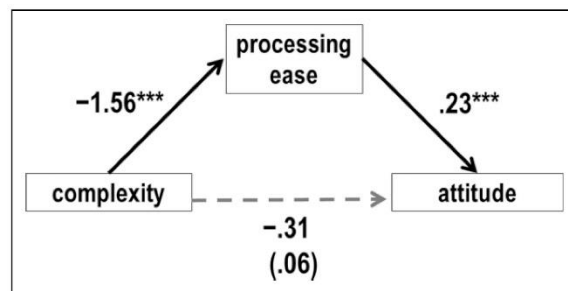 processing
ease
−1.56***
.23***
complexity
attitude
−.31
(.06)